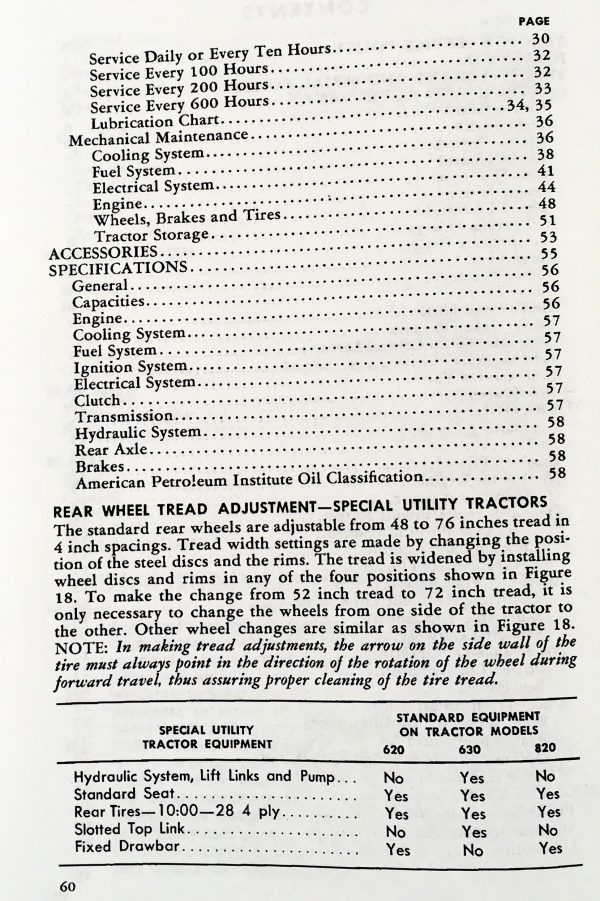 PAGE
Service Daily or Every Ten Hours........................ 30
Service Every 100 Hours................................ 32
Service Every 200 Hours................................ 32
Service Every 600 Hours................................ 33
Lubrication Chart................................ 34, 35
Mechanical Maintenance................................ 36
Cooling System................................ 36
Fuel System................................ 38
Electrical System................................ 41
Engine................................ 44
Wheels, Brakes and Tires................................ 48
Tractor Storage................................ 51
ACCESSORIES................................ 53
SPECIFICATIONS................................ 55
General................................ 56
Capacities................................ 56
Engine................................ 56
Cooling System................................ 57
Fuel System................................ 57
Ignition System................................ 57
Electrical System................................ 57
Clutch................................ 57
Transmission................................ 57
Hydraulic System................................ 58
Rear Axle................................ 58
Brakes................................ 58
American Petroleum Institute Oil Classification................ 58
REAR WHEEL TREAD ADJUSTMENT—SPECIAL UTILITY TRACTORS
The standard rear wheels are adjustable from 48 to 76 inches tread in
4 inch spacings. Tread width settings are made by changing the posi-
tion of the steel discs and the rims. The tread is widened by installing
wheel discs and rims in any of the four positions shown in Figure
18. To make the change from 52 inch tread to 72 inch tread, it is
only necessary to change the wheels from one side of the tractor to
the other. Other wheel changes are similar as shown in Figure 18.
NOTE: In making tread adjustments, the arrow on the side wall of the
tire must always point in the direction of the rotation of the wheel during
forward travel, thus assuring proper cleaning of the tire tread.
SPECIAL UTILITY TRACTOR EQUIPMENT
STANDARD EQUIPMENT
ON TRACTOR MODELS
620 630 820
Hydraulic System, Lift Links and Pump... No Yes No
Standard Seat...................... Yes Yes Yes
Rear Tires—10:00—28 4 ply.......... Yes Yes Yes
Slotted Top Link..................... No Yes No
Fixed Drawbar...................... Yes No Yes
60